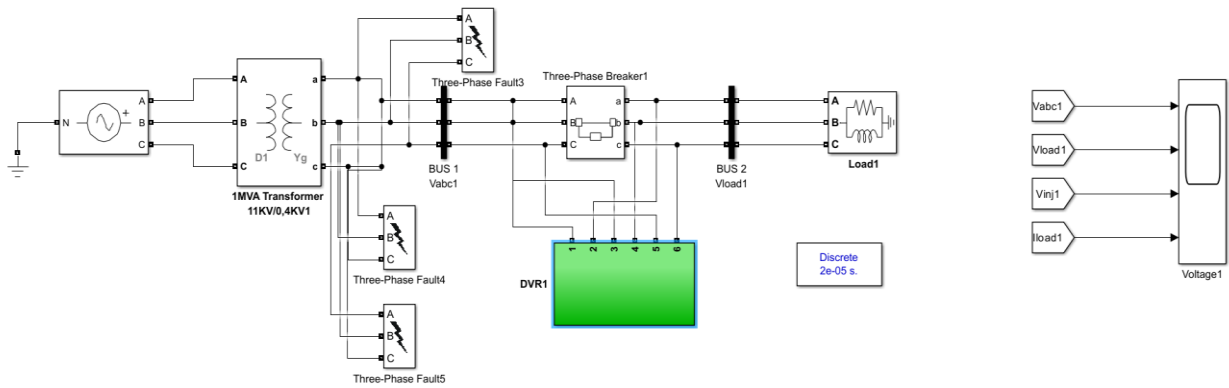 A
B
C
Three-Phase Fault3
N
+
A
B
C
A
B
C
D1
Yg
a
b
c
1MVA Transformer
11KV/0,4KV1
BUS 1
Vabc1
Three-Phase Breaker1
A
B
C
a
b
c
BUS 2
Vload1
A
B
C
Load1
A
B
C
Three-Phase Fault4
A
B
C
Three-Phase Fault5
1
2
3
4
5
6
DVR1
Discrete
2e-05 s.
Vabc1
Vload1
Vinj1
Iload1
Voltage1